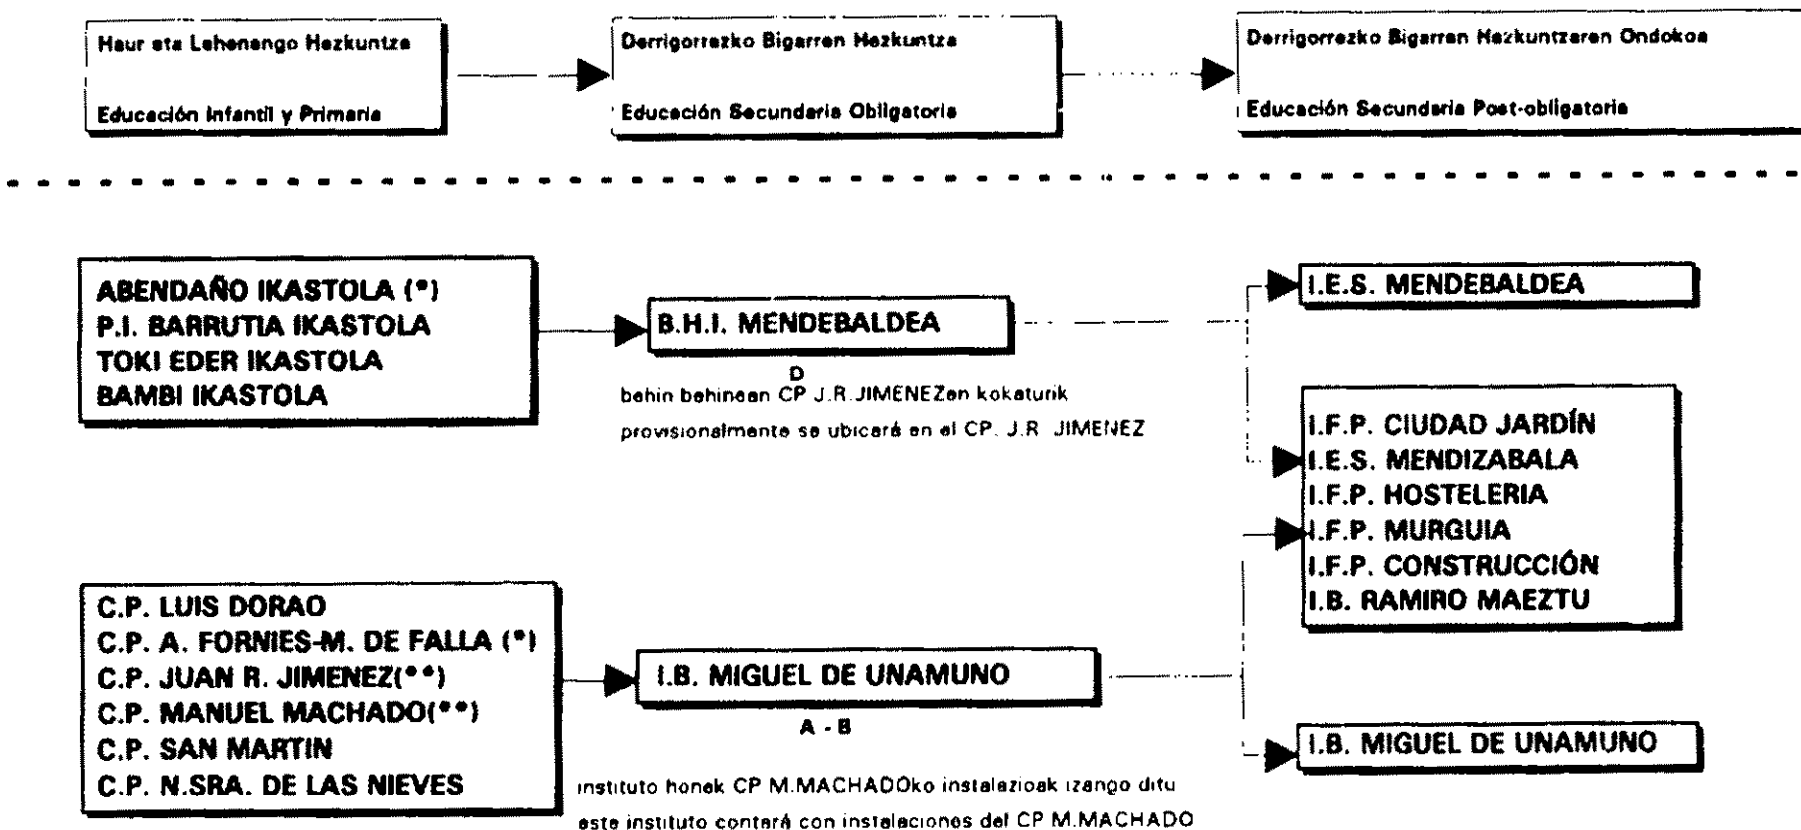 Haur eta Lehenengo Hezkuntza
Educación Infantil y Primaria
Derrigorrezko Bigarren Hezkuntza
Educación Secundaria Obligatoria
Derrigorrezko Bigarren Hezkuntzaren Ondokoa
Educación Secundaria Post-obligatoria
ABENDAÑO IKASTOLA (*)
P.I. BARRUTIA IKASTOLA
TOKI EDER IKASTOLA
BAMBI IKASTOLA
B.H.I. MENDEBALDEA
D
behin behinean CP J.R.JIMENEZen kokaturik
provisionalmente se ubicará en el CP. J.R JIMENEZ
I.E.S. MENDEBALDEA
I.F.P. CIUDAD JARDÍN
I.E.S. MENDIZABALA
I.F.P. HOSTELERIA
I.F.P. MURGUIA
I.F.P. CONSTRUCCIÓN
I.B. RAMIRO MAEZTU
C.P. LUIS DORAO
C.P. A. FORNIES-M. DE FALLA (*)
C.P. JUAN R. JIMENEZ(**)
C.P. MANUEL MACHADO(**)
C.P. SAN MARTIN
C.P. N.SRA. DE LAS NIEVES
I.B. MIGUEL DE UNAMUNO
A - B
instituto honek CP M.MACHADOko instalazioak izango ditu
este instituto contará con instalaciones del CP M.MACHADO
I.B. MIGUEL DE UNAMUNO